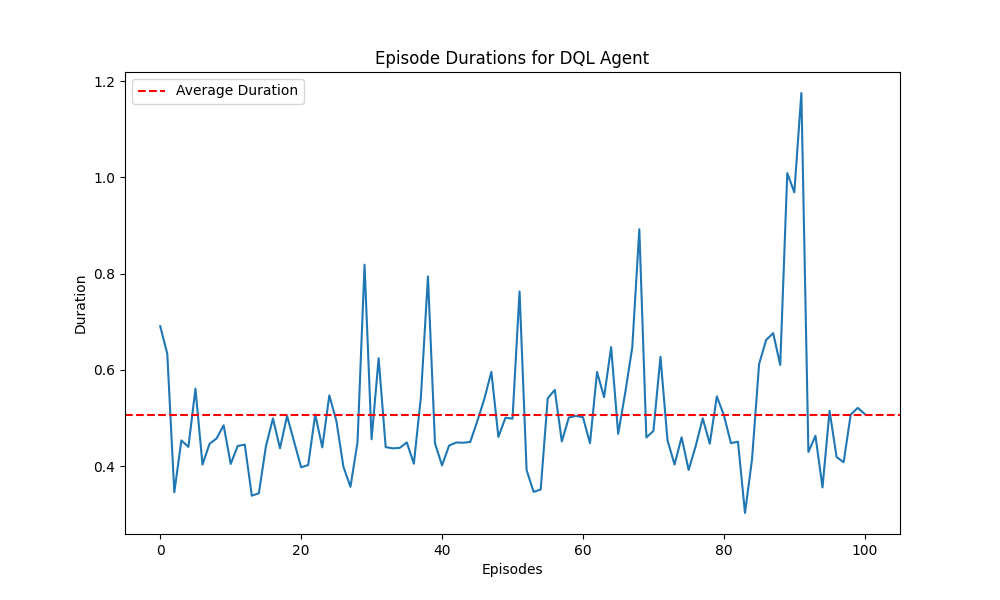 Episode Durations for DQL Agent
Average Duration
1.2
1.0
0.8
0.6
0.4
Duration
0 20 40 60 80 100
Episodes